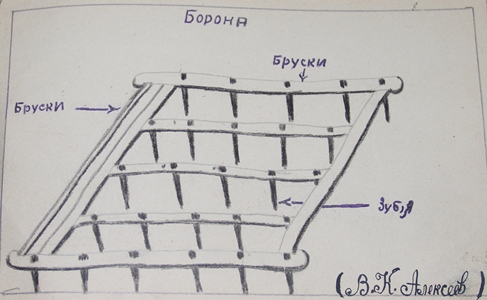 Борона
Бруски
Бруски
Зубья
(В.К. Алексеев)